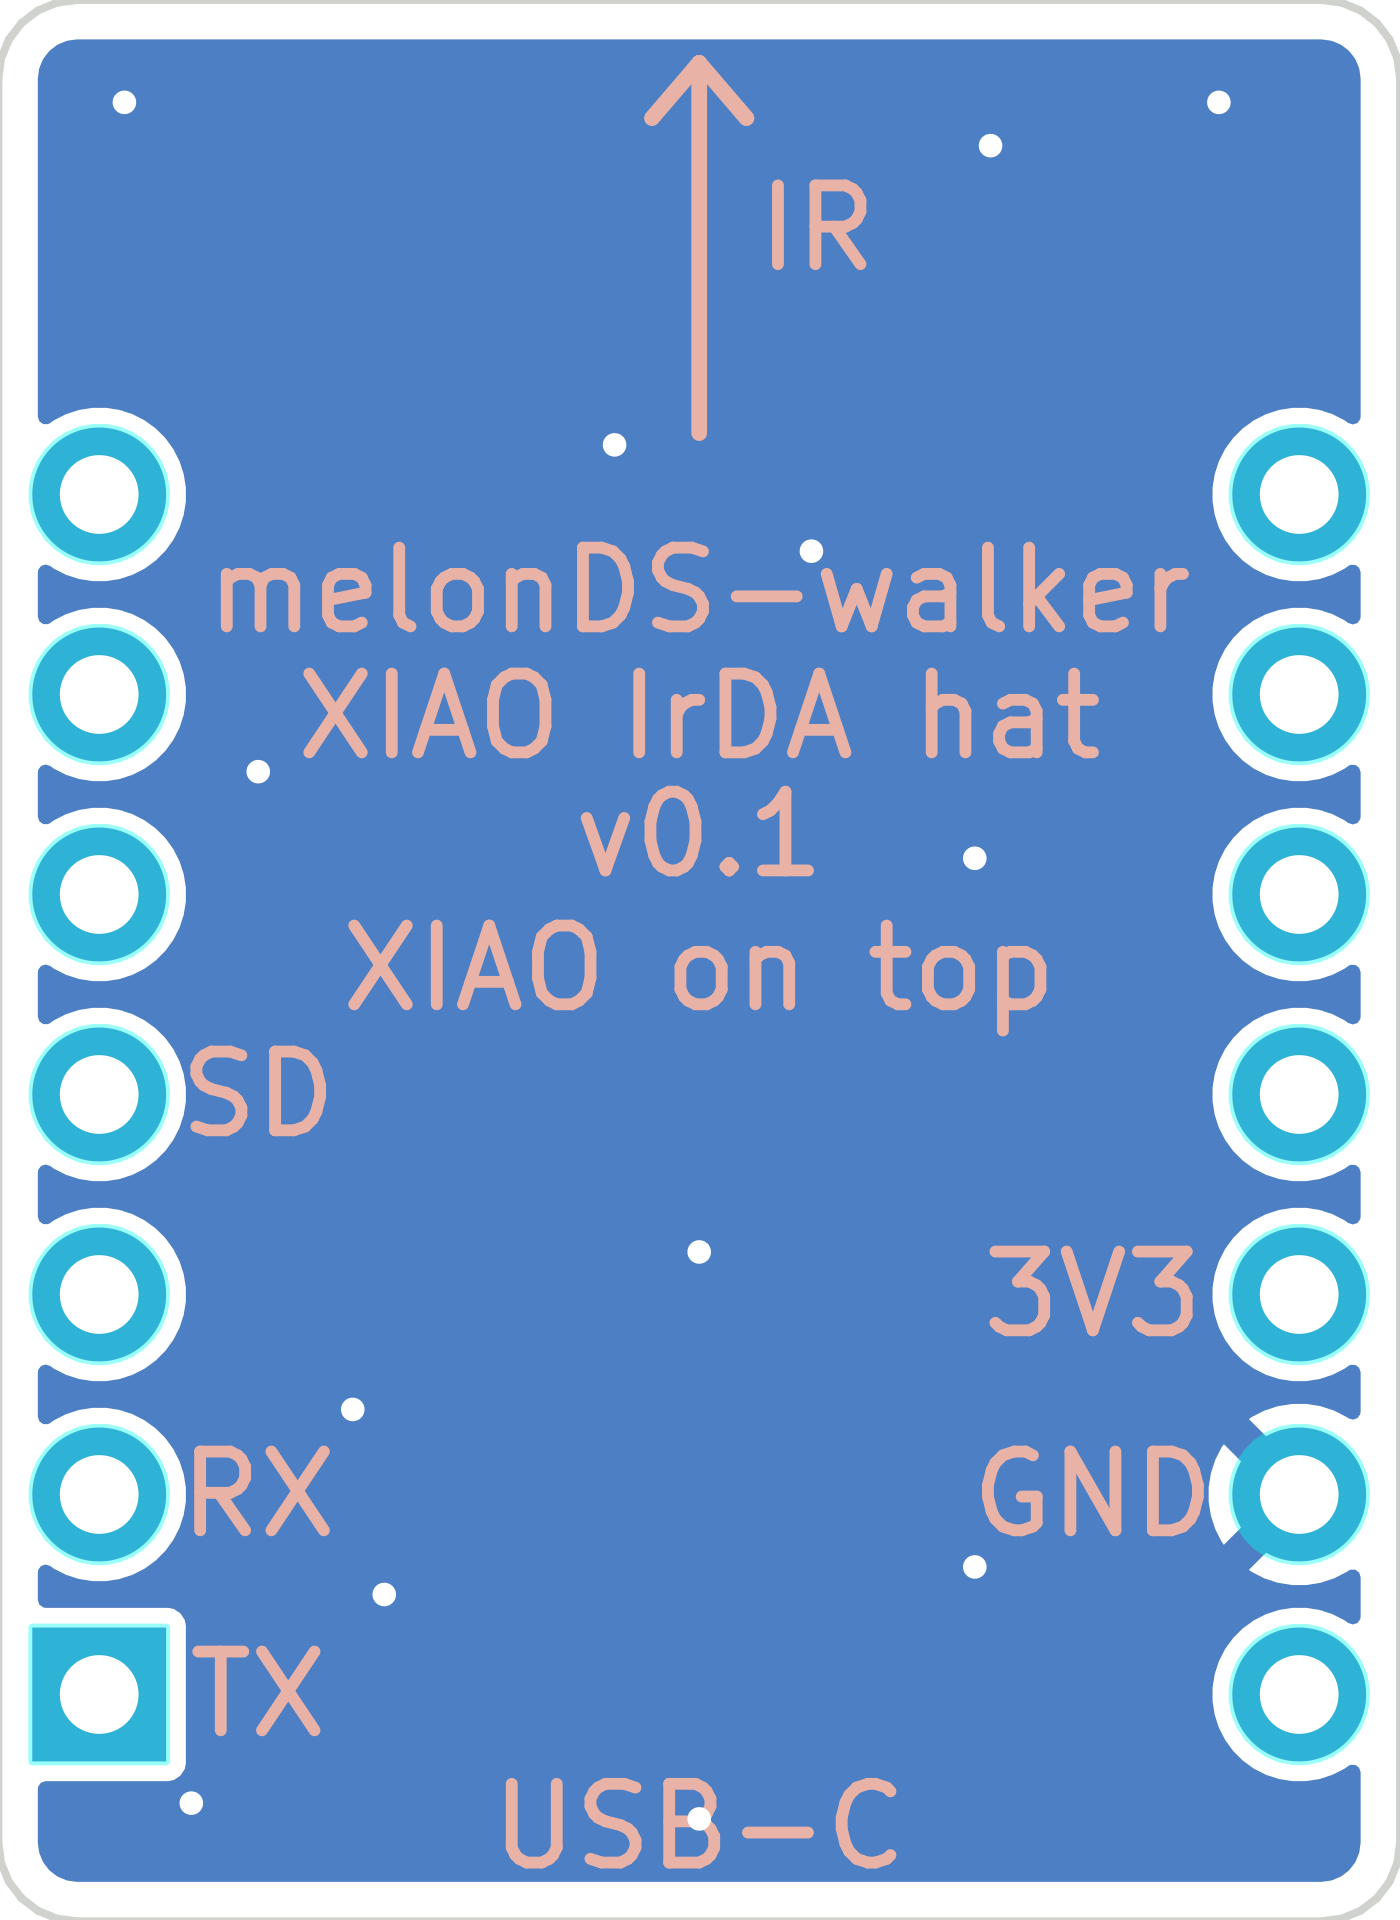 IR
melonDS-walker
XIAO IrDA hat
v0.1
XIAO on top
SD
3V3
RX
GND
TX
USB-C